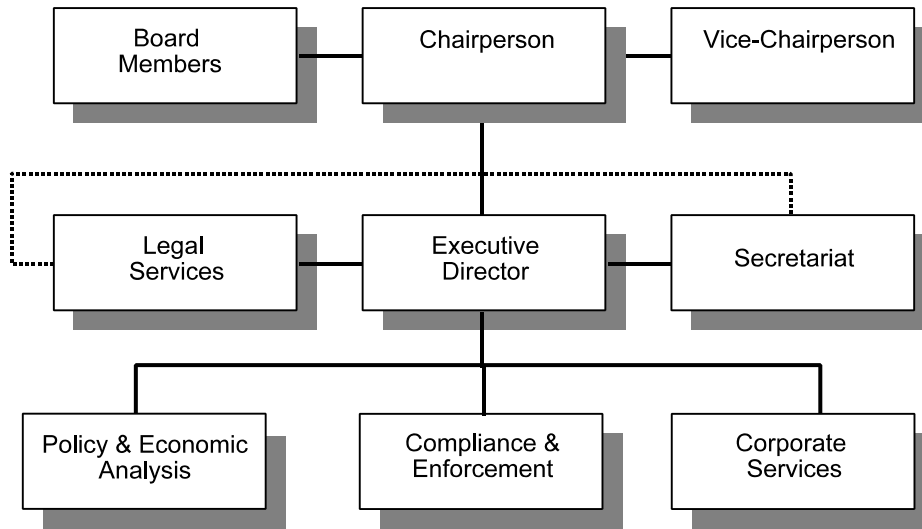 Board
Members
Chairperson
Vice-Chairperson
Legal
Services
Executive
Director
Secretariat
Policy & Economic
Analysis
Compliance &
Enforcement
Corporate
Services